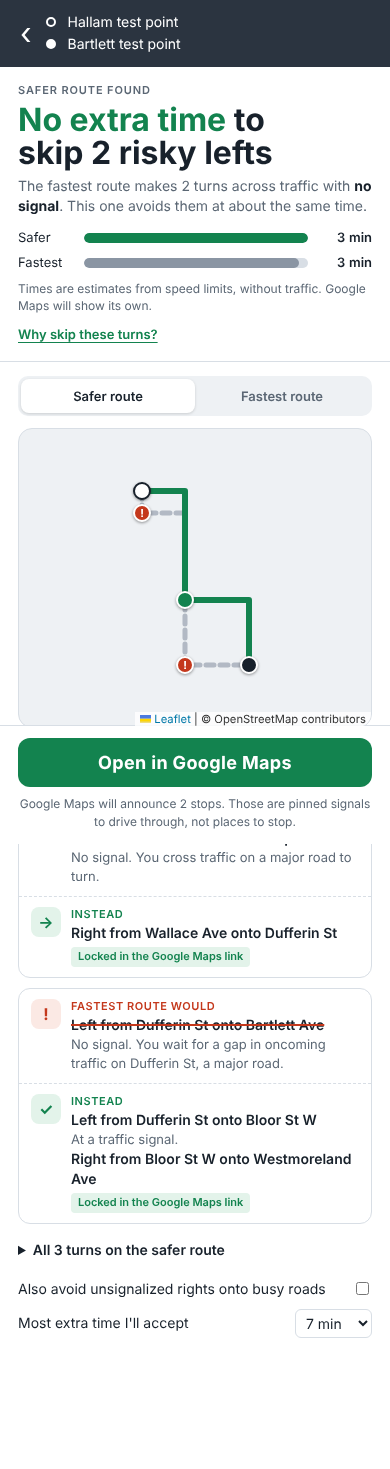 Hallam test point
Bartlett test point
SAFER ROUTE FOUND
No extra time to
skip 2 risky lefts
The fastest route makes 2 turns across traffic with no
signal. This one avoids them at about the same time.
Safer 3 min
Fastest 3 min
Times are estimates from speed limits, without traffic. Google
Maps will show its own.
Why skip these turns?
Safer route Fastest route
!
!
Leaflet | © OpenStreetMap contributors
Open in Google Maps
Google Maps will announce 2 stops. Those are pinned signals
to drive through, not places to stop.
No signal. You cross traffic on a major road to
turn.
INSTEAD
Right from Wallace Ave onto Dufferin St
Locked in the Google Maps link
!
FASTEST ROUTE WOULD
Left from Dufferin St onto Bartlett Ave
No signal. You wait for a gap in oncoming
traffic on Dufferin St, a major road.
INSTEAD
Left from Dufferin St onto Bloor St W
At a traffic signal.
Right from Bloor St W onto Westmoreland
Ave
Locked in the Google Maps link
All 3 turns on the safer route
Also avoid unsignalized rights onto busy roads
Most extra time I'll accept 7 min